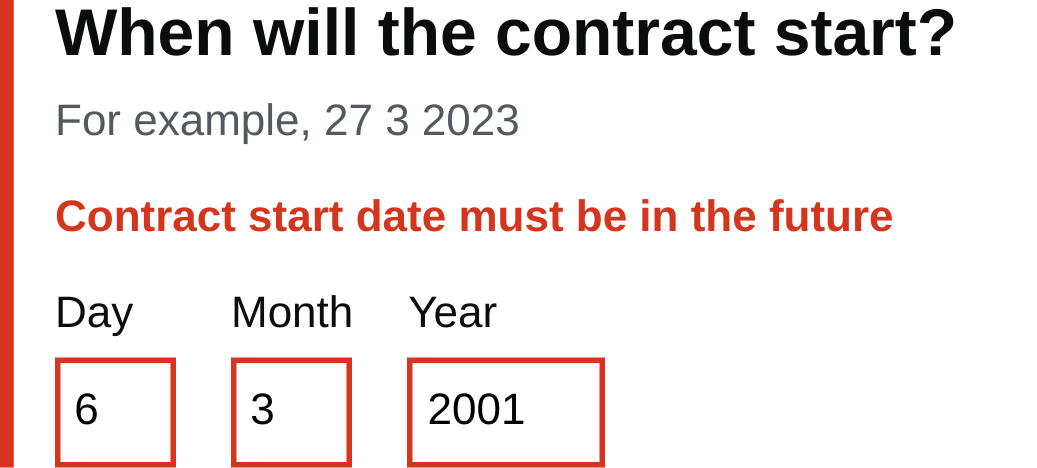 When will the contract start?
For example, 27 3 2023
Contract start date must be in the future
Day Month Year
6 3 2001